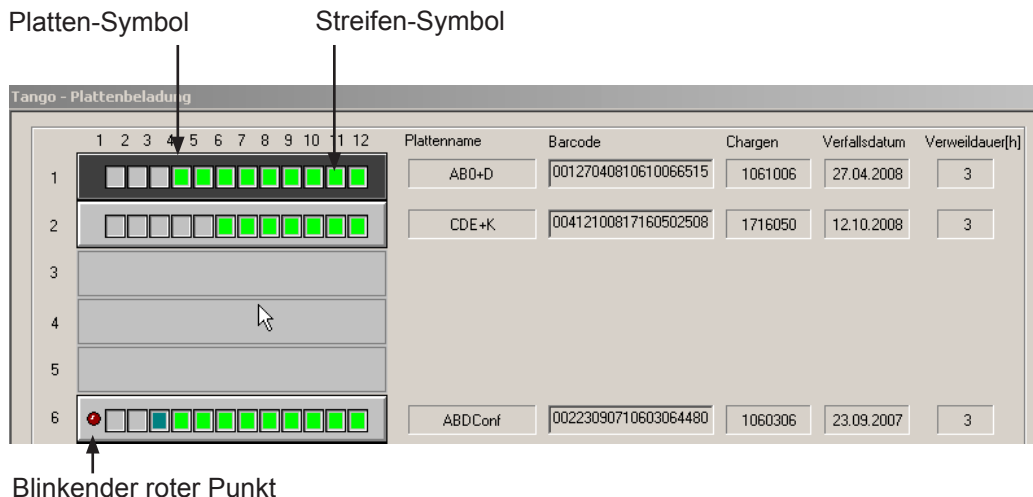 Platten-Symbol Streifen-Symbol
Tango - Plattenbeladung
1 2 3 4 5 6 7 8 9 10 11 12 Plattenname Barcode Chargen Verfallsdatum Verweildauer[h]
1 AB0+D 00127040810610066515 1061006 27.04.2008 3
2 CDE+K 00412100817160502508 1716050 12.10.2008 3
3
4
5
6 ABDConf 00223090710603064480 1060306 23.09.2007 3
Blinkender roter Punkt